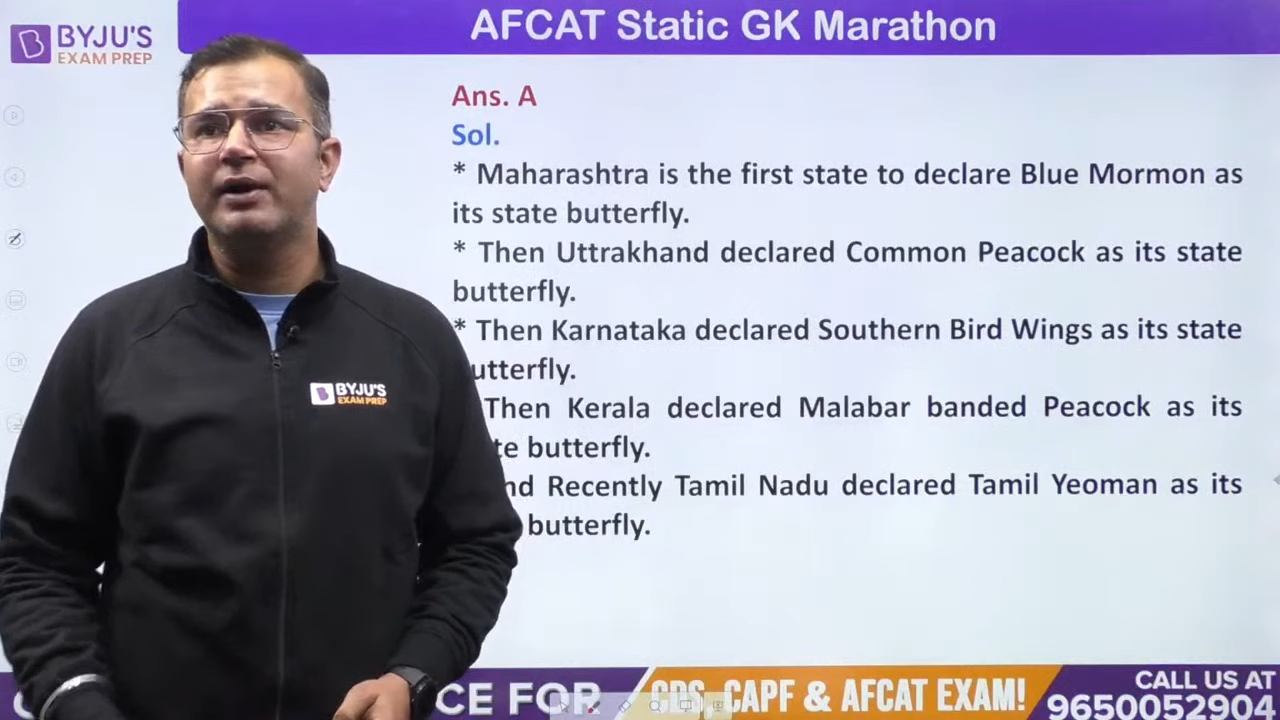 BYJU'S
EXAM PREP
AFCAT Static GK Marathon
Ans. A
Sol.
* Maharashtra is the first state to declare Blue Mormon as
its state butterfly.
* Then Uttrakhand declared Common Peacock as its state
butterfly.
* Then Karnataka declared Southern Bird Wings as its state
utterfly.
Then Kerala declared Malabar banded Peacock as its
te butterfly.
nd Recently Tamil Nadu declared Tamil Yeoman as its
butterfly.
BYJU'S
EXAM PREP
CE FOR
CDS, CAPF & AFCAT EXAM!
CALL US AT
9650052904